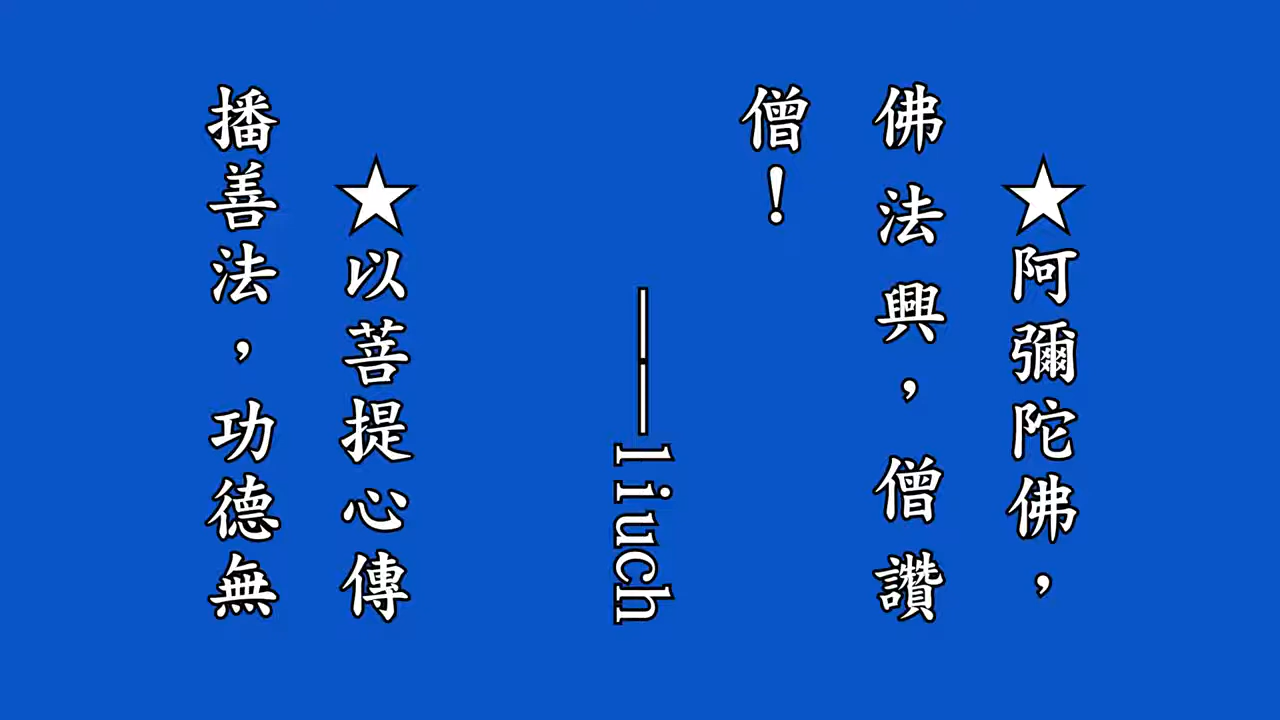 ★阿彌陀佛，
佛法興，僧讚
僧！
——liuch
★以菩提心傳
播善法，功德無